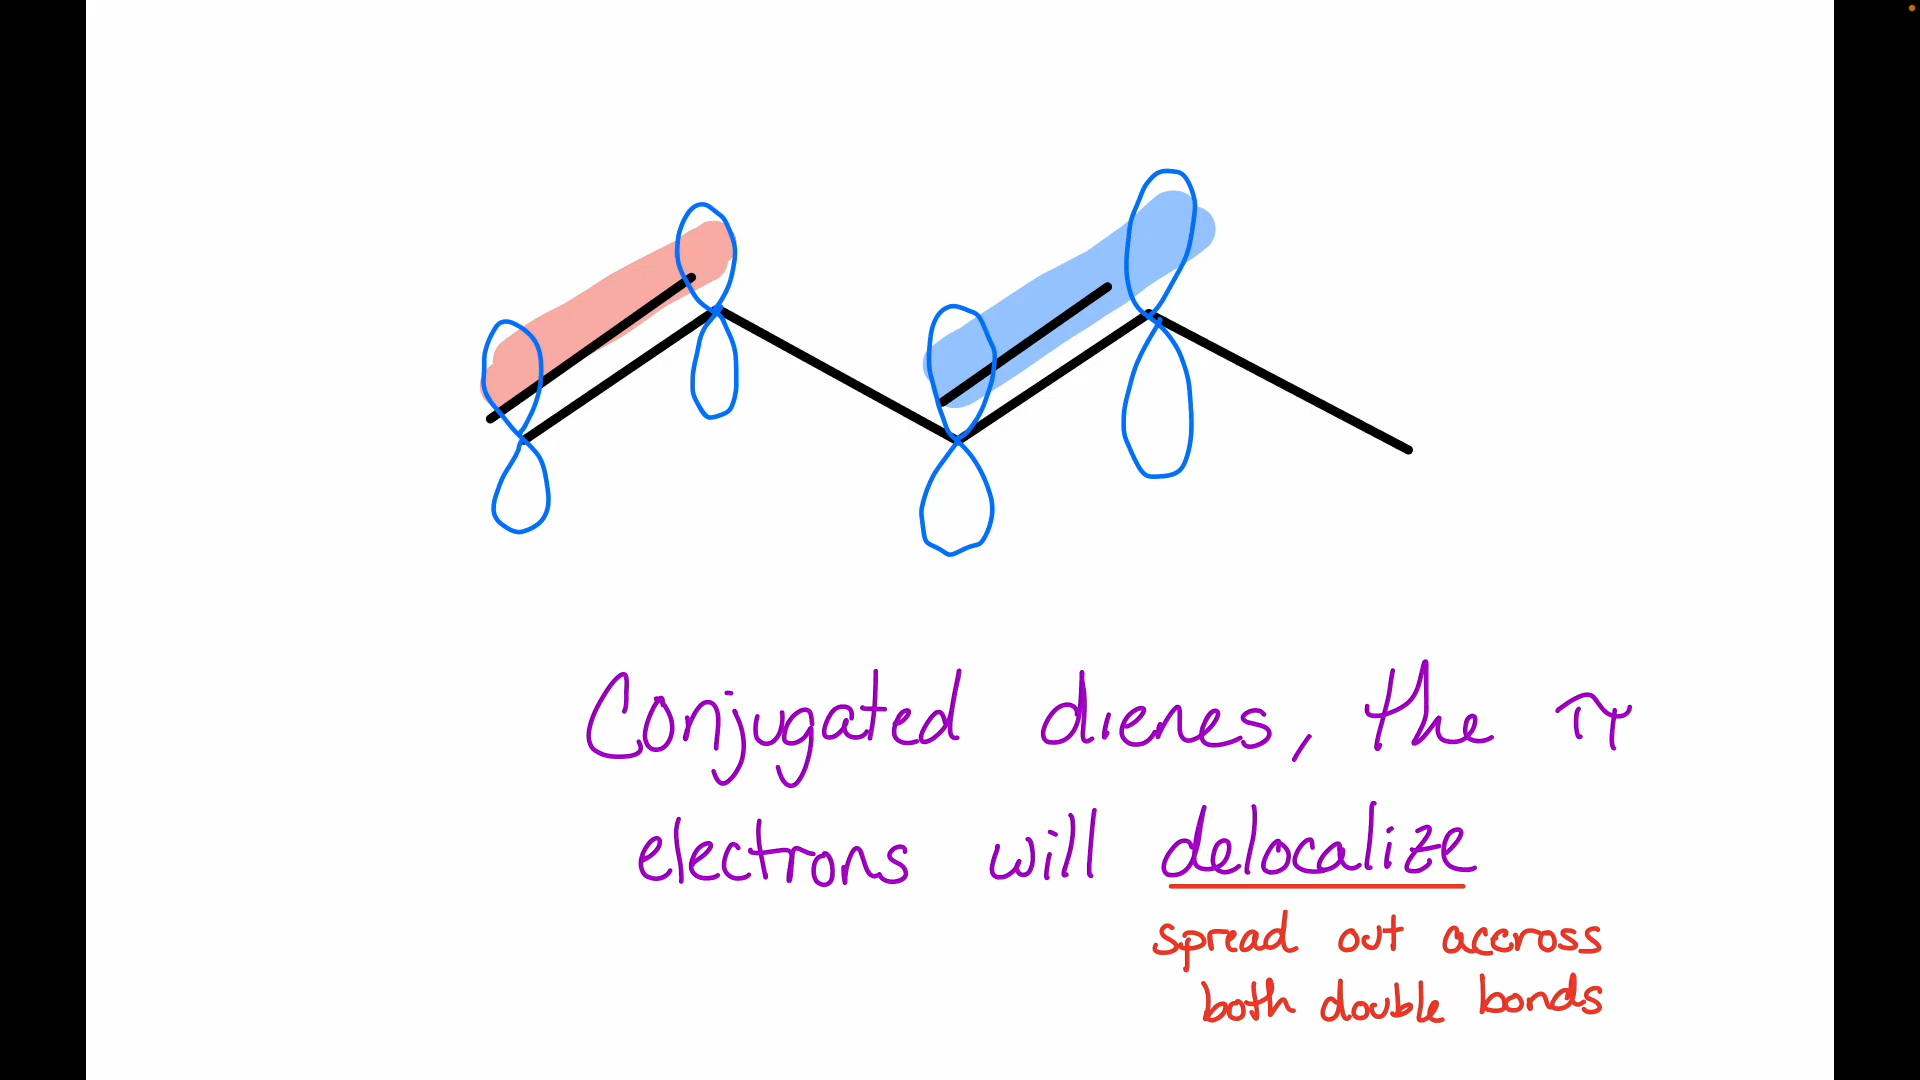 Conjugated dienes, the π
electrons will delocalize
spread out accross
both double bonds